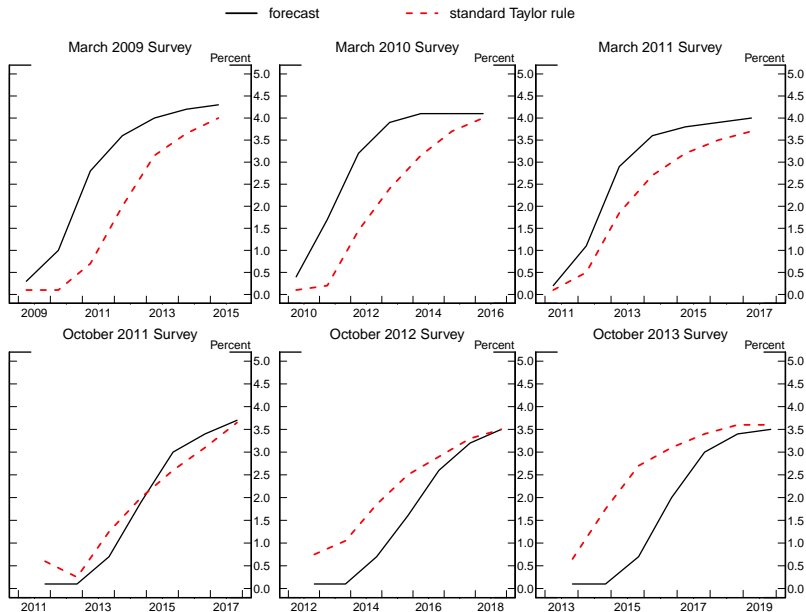 forecast standard Taylor rule
March 2009 Survey March 2010 Survey March 2011 Survey
Percent Percent Percent
5.0 5.0 5.0
4.5 4.5 4.5
4.0 4.0 4.0
3.5 3.5 3.5
3.0 3.0 3.0
2.5 2.5 2.5
2.0 2.0 2.0
1.5 1.5 1.5
1.0 1.0 1.0
0.5 0.5 0.5
0.0 0.0 0.0
2009 2011 2013 2015 2010 2012 2014 2016 2011 2013 2015 2017
October 2011 Survey October 2012 Survey October 2013 Survey
Percent Percent Percent
5.0 5.0 5.0
4.5 4.5 4.5
4.0 4.0 4.0
3.5 3.5 3.5
3.0 3.0 3.0
2.5 2.5 2.5
2.0 2.0 2.0
1.5 1.5 1.5
1.0 1.0 1.0
0.5 0.5 0.5
0.0 0.0 0.0
2011 2013 2015 2017 2012 2014 2016 2018 2013 2015 2017 2019